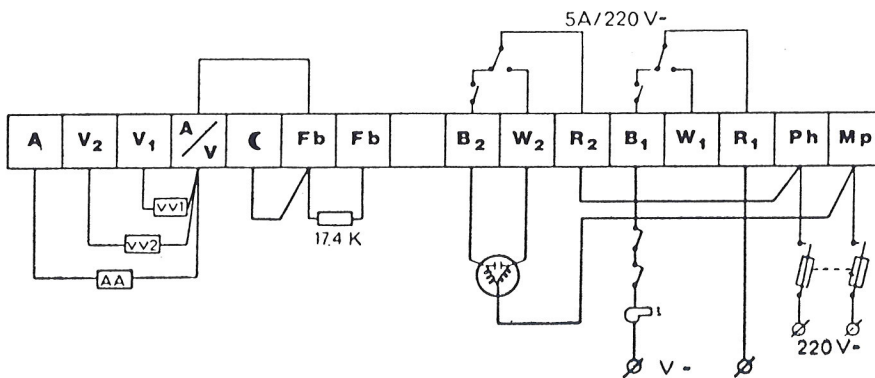 5A/220 V~
A V₂ V₁ A/V ☾ Fb Fb B₂ W₂ R₂ B₁ W₁ R₁ Ph Mp
VV1
VV2
17.4 K
AA
220 V~
V ~